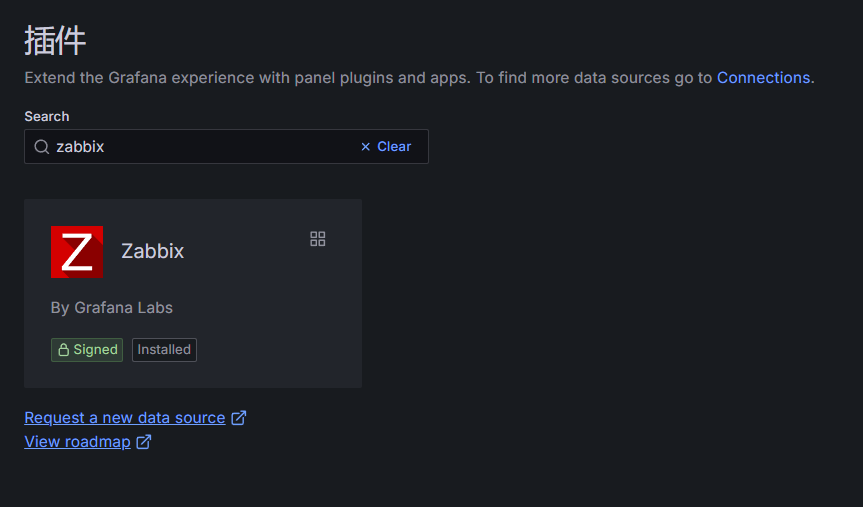 插件
Extend the Grafana experience with panel plugins and apps. To find more data sources go to Connections.
Search
zabbix
Clear
Z
Zabbix
By Grafana Labs
Signed
Installed
Request a new data source
View roadmap